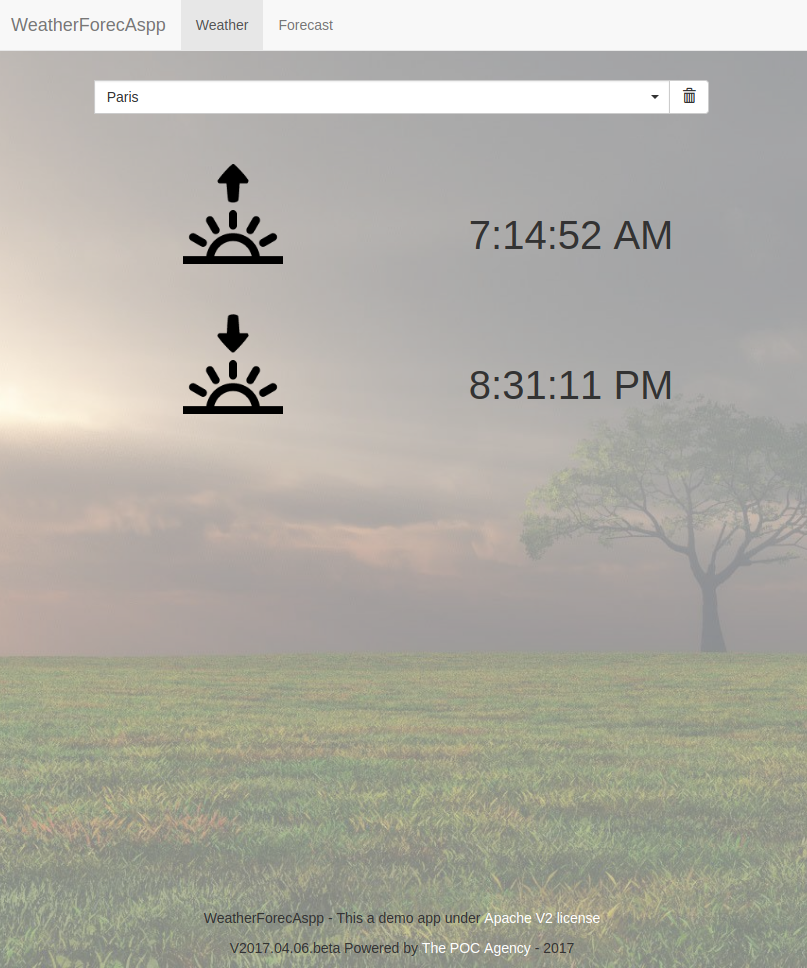 WeatherForecAspp Weather Forecast
Paris
7:14:52 AM
8:31:11 PM
WeatherForecAspp - This a demo app under Apache V2 license
V2017.04.06.beta Powered by The POC Agency - 2017